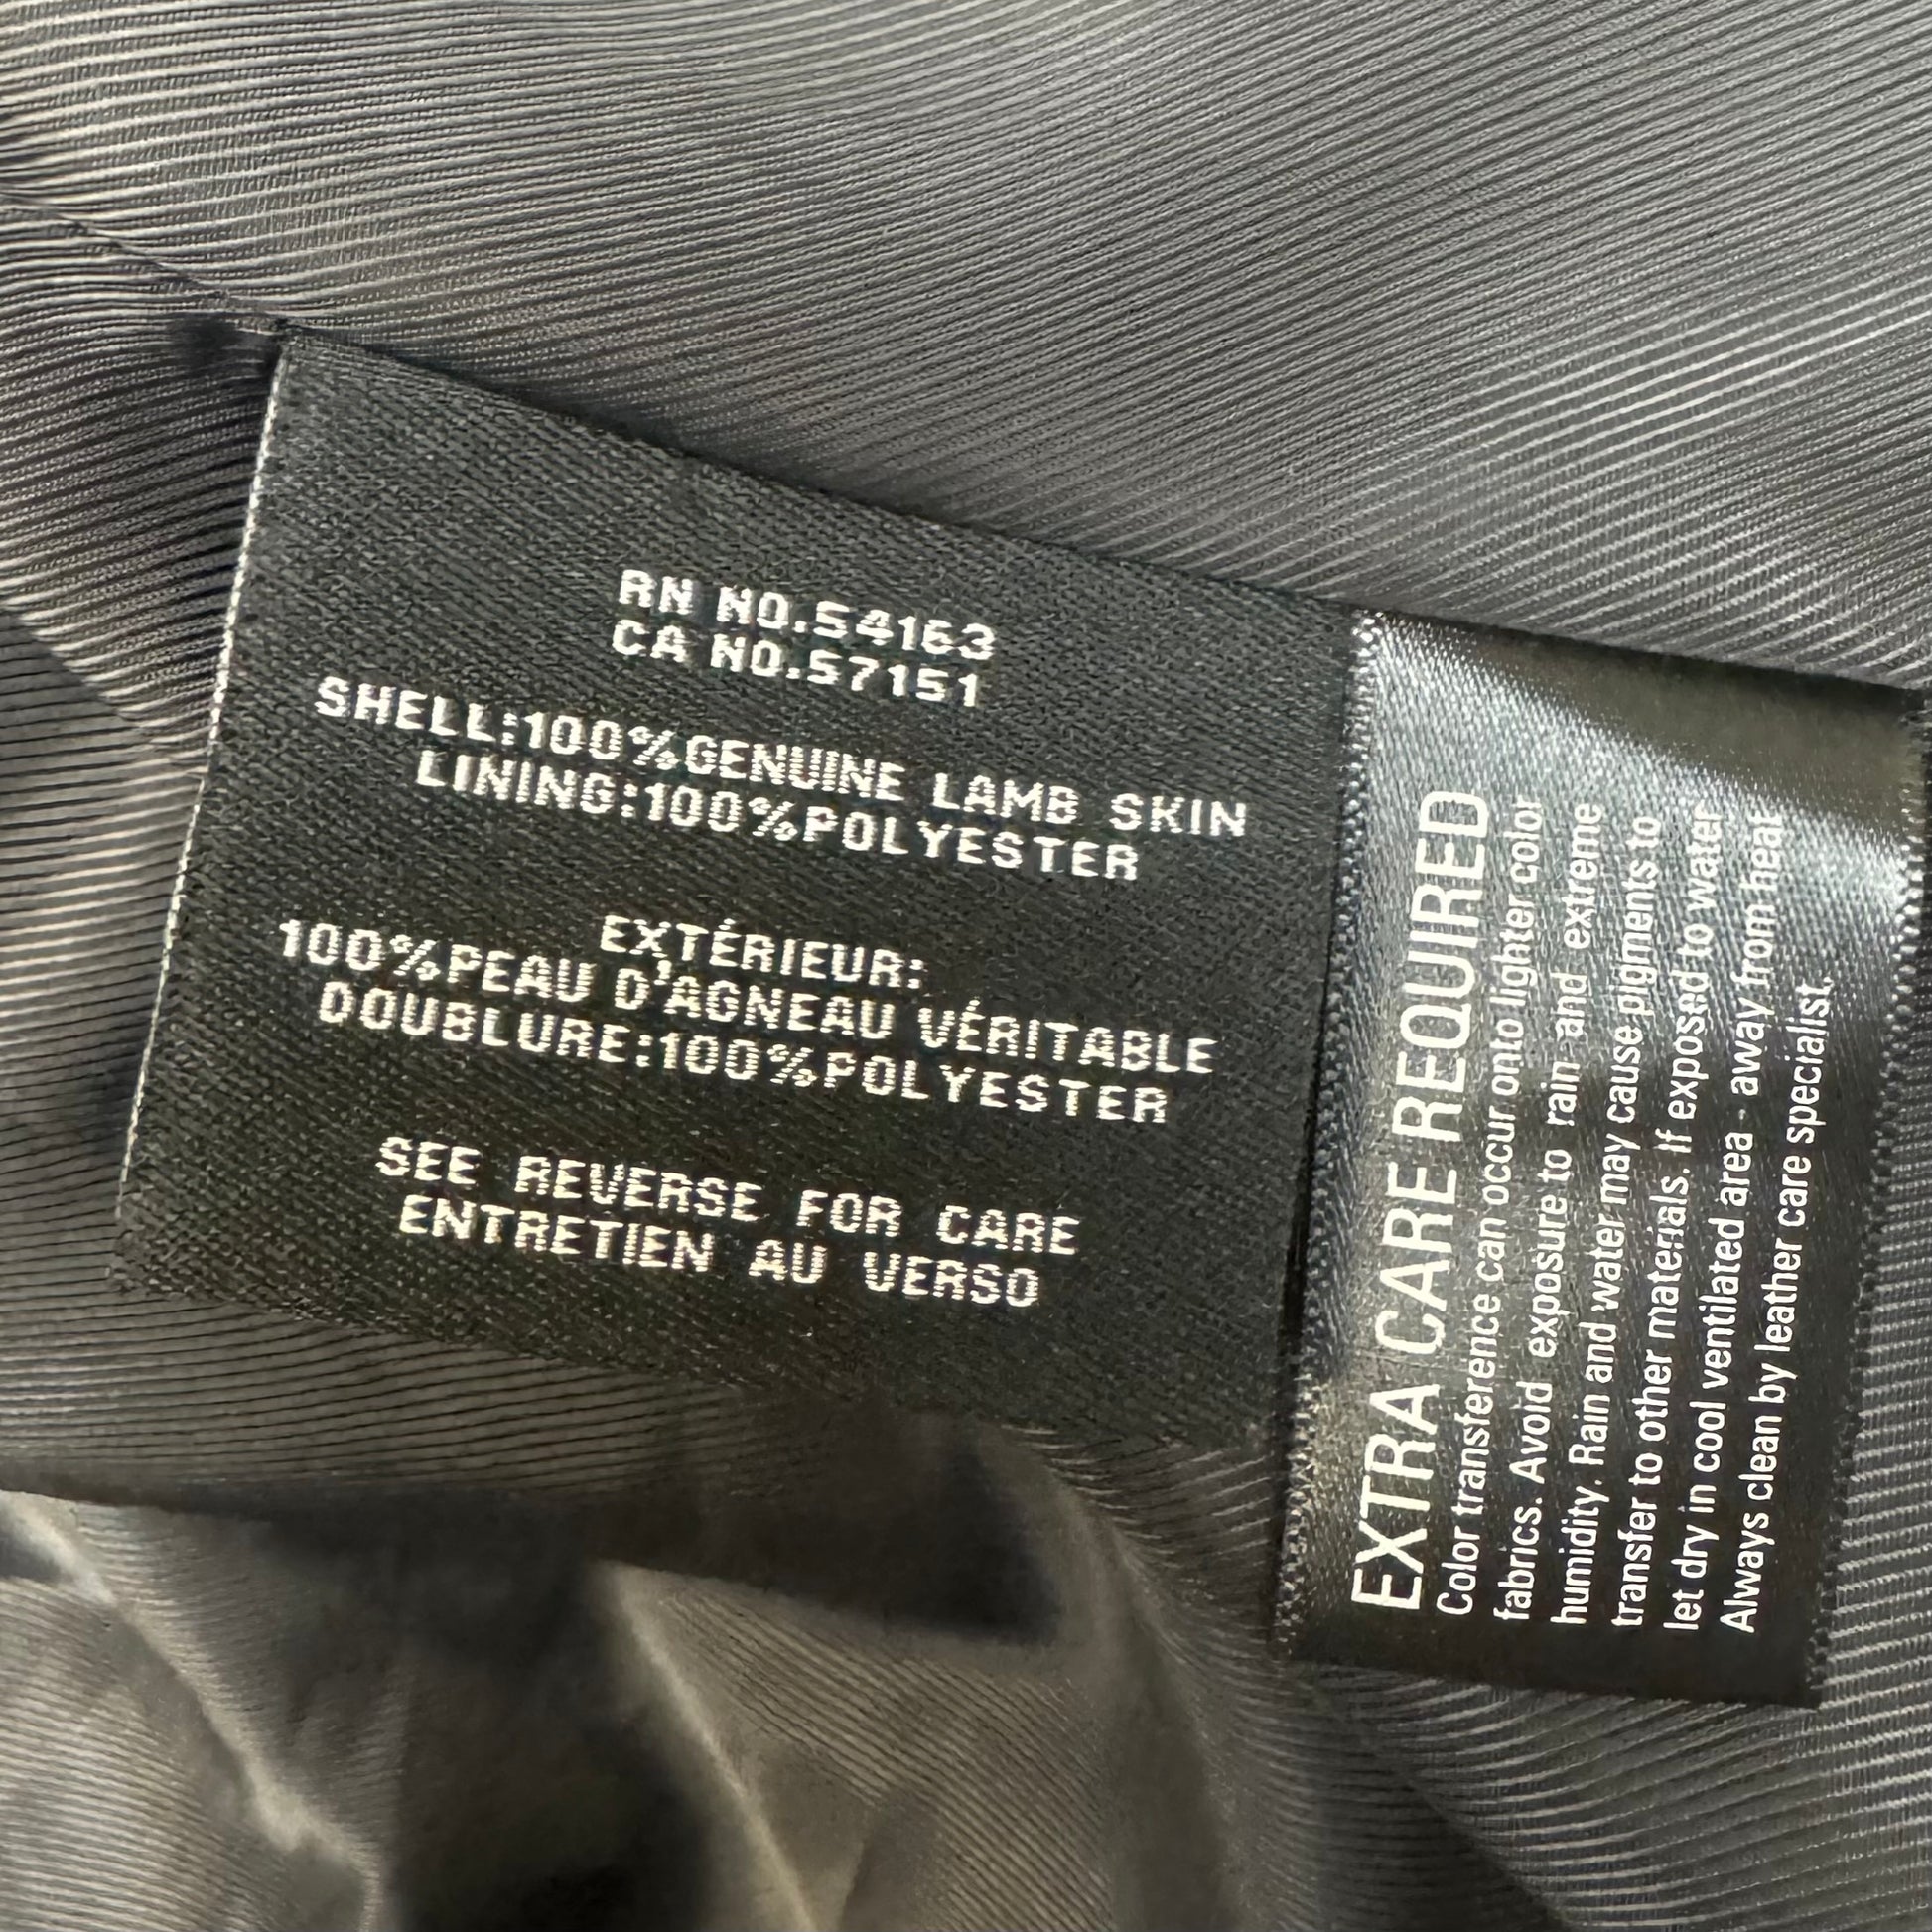 RN NO.54163
CA NO.57151
SHELL:100%GENUINE LAMB SKIN
LINING:100%POLYESTER
EXTÉRIEUR:
100%PEAU D'AGNEAU VÉRITABLE
DOUBLURE:100%POLYESTER
SEE REVERSE FOR CARE
ENTRETIEN AU VERSO
EXTRA CARE REQUIRED
Color transference can occur onto lighter color
fabrics. Avoid exposure to rain and extreme
humidity. Rain and water may cause pigments to
transfer to other materials. If exposed to water
let dry in cool ventilated area - away from heat
Always clean by leather care specialist.